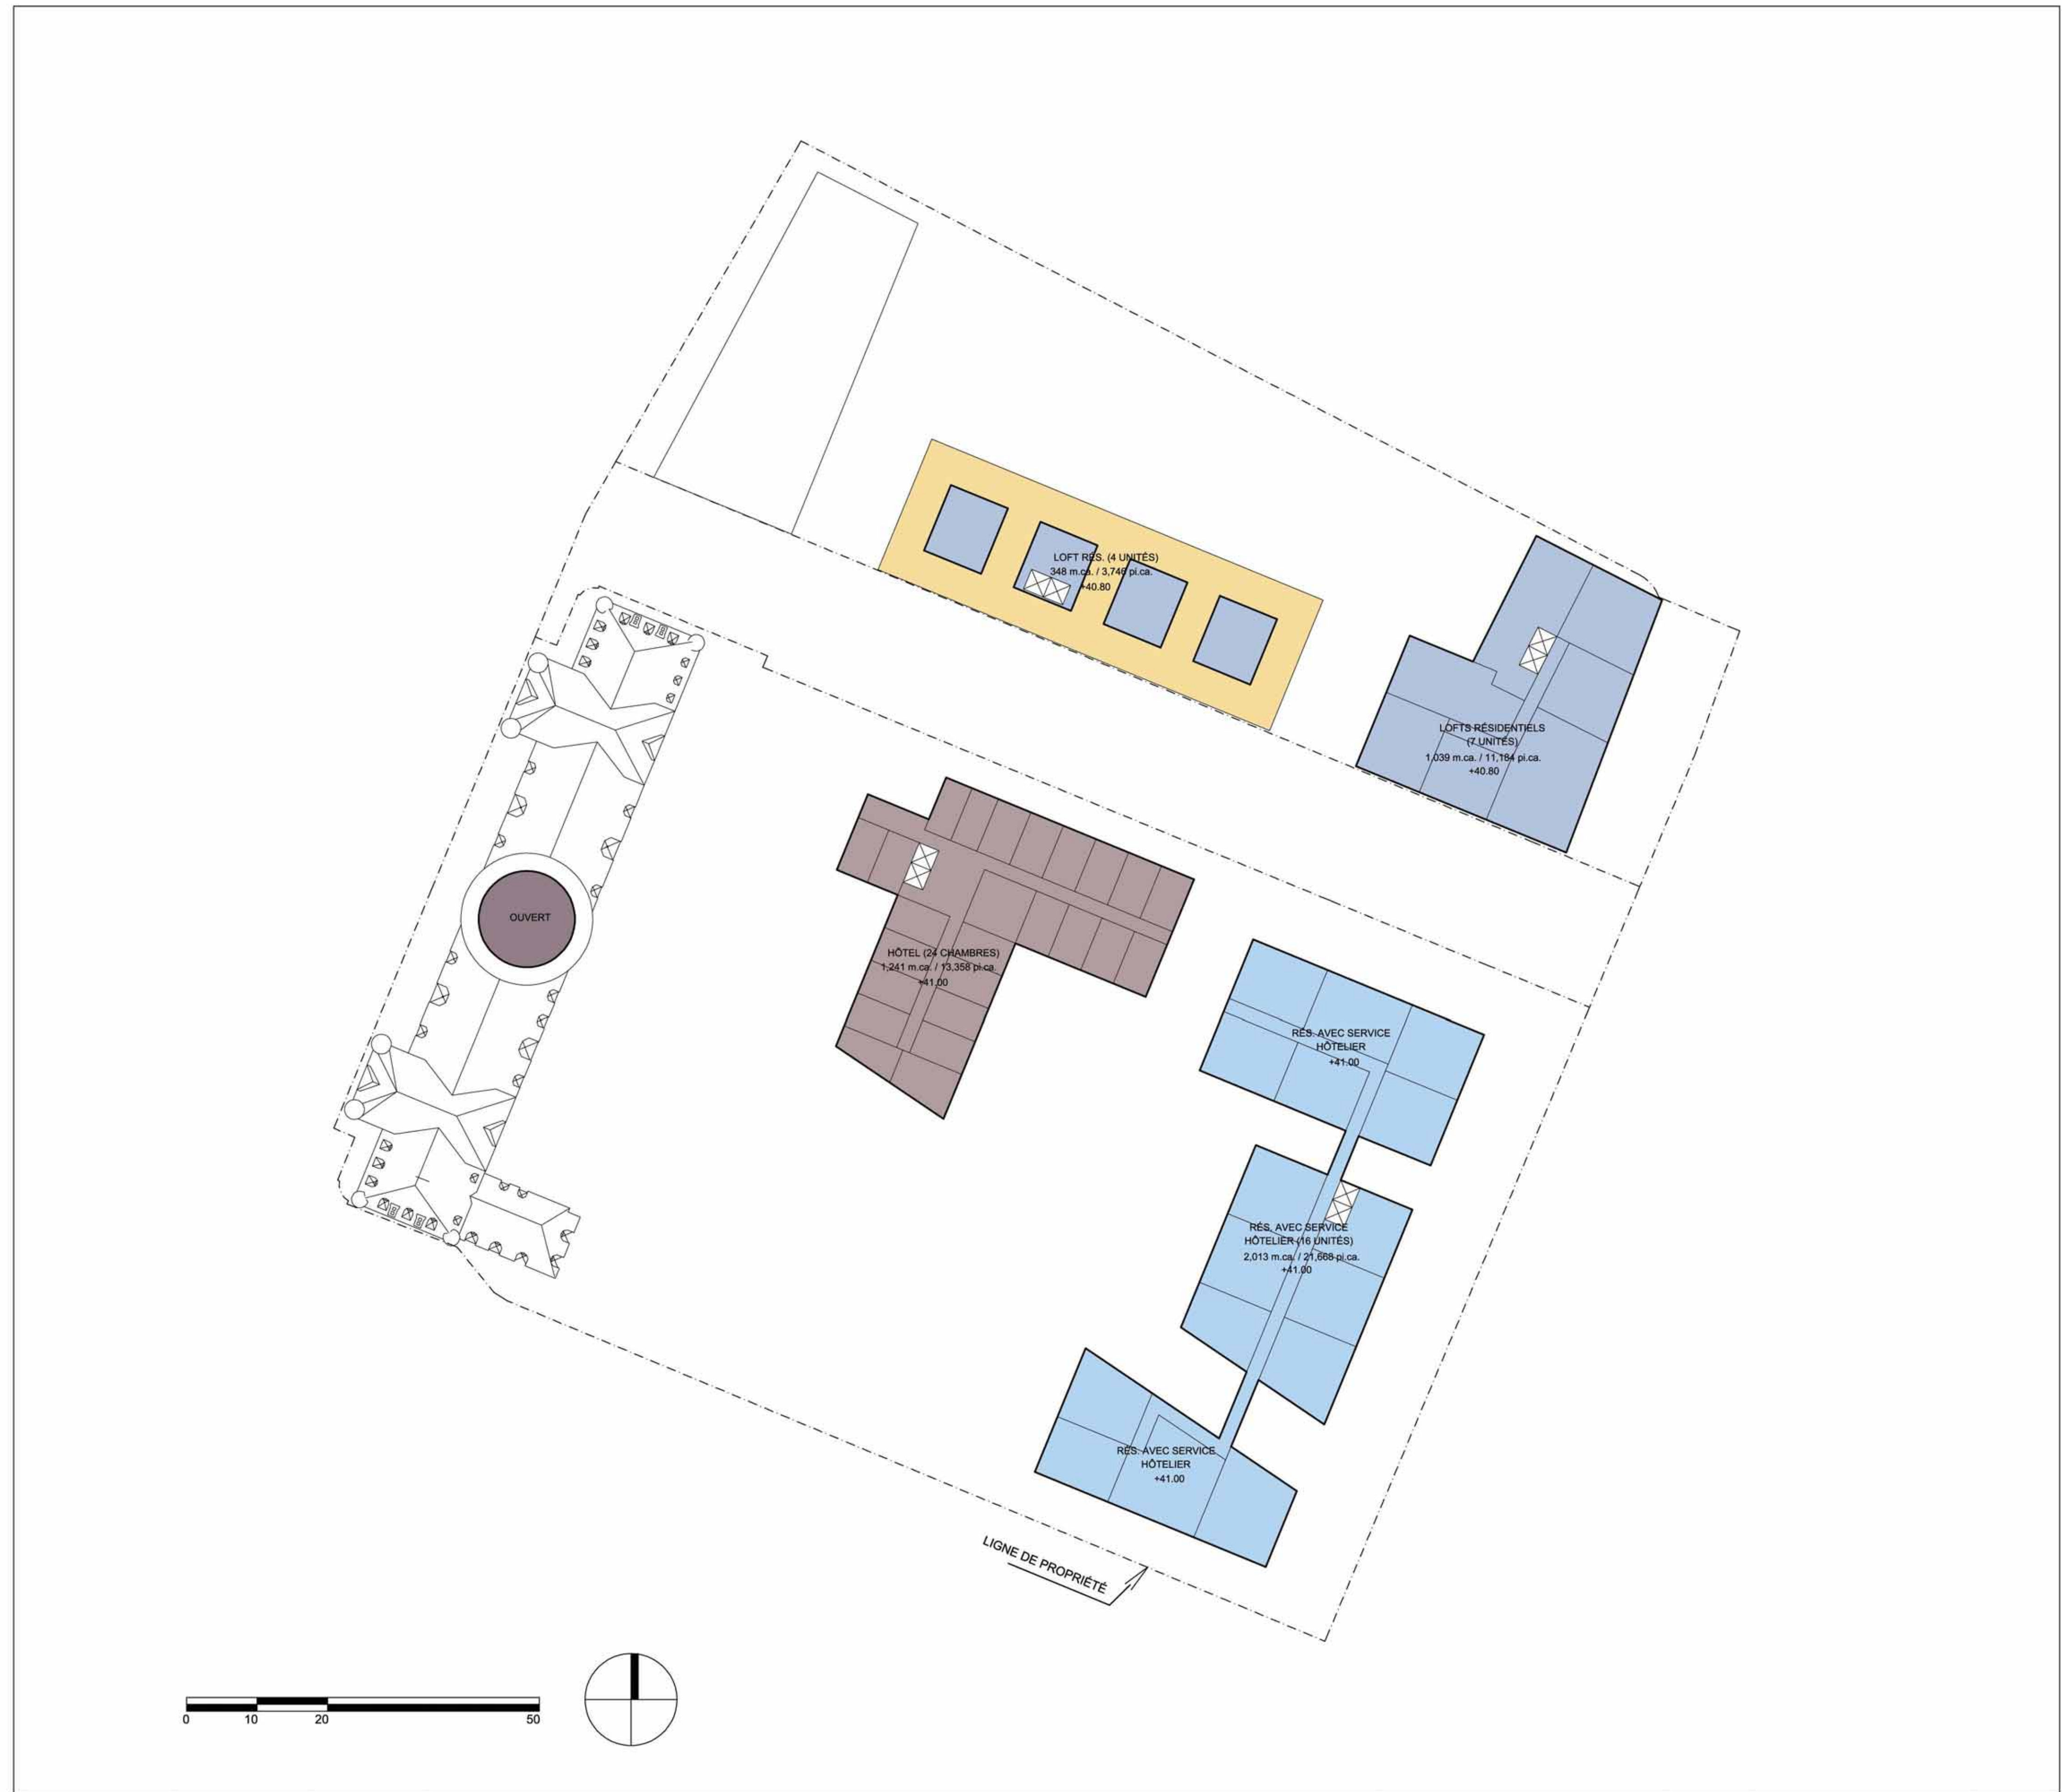 LOFT RÉS. (4 UNITÉS)
348 m.ca. / 3,746 pi.ca.
+40.80
LOFTS RÉSIDENTIELS
(7 UNITÉS)
1,039 m.ca. / 11,184 pi.ca.
+40.80
OUVERT
HÔTEL (24 CHAMBRES)
1,241 m.ca. / 13,358 pi.ca.
+41.00
RÉS. AVEC SERVICE
HÔTELIER
+41.00
RÉS. AVEC SERVICE
HÔTELIER (16 UNITÉS)
2,013 m.ca. / 21,668 pi.ca.
+41.00
RÉS. AVEC SERVICE
HÔTELIER
+41.00
LIGNE DE PROPRIÉTÉ
0 10 20 50